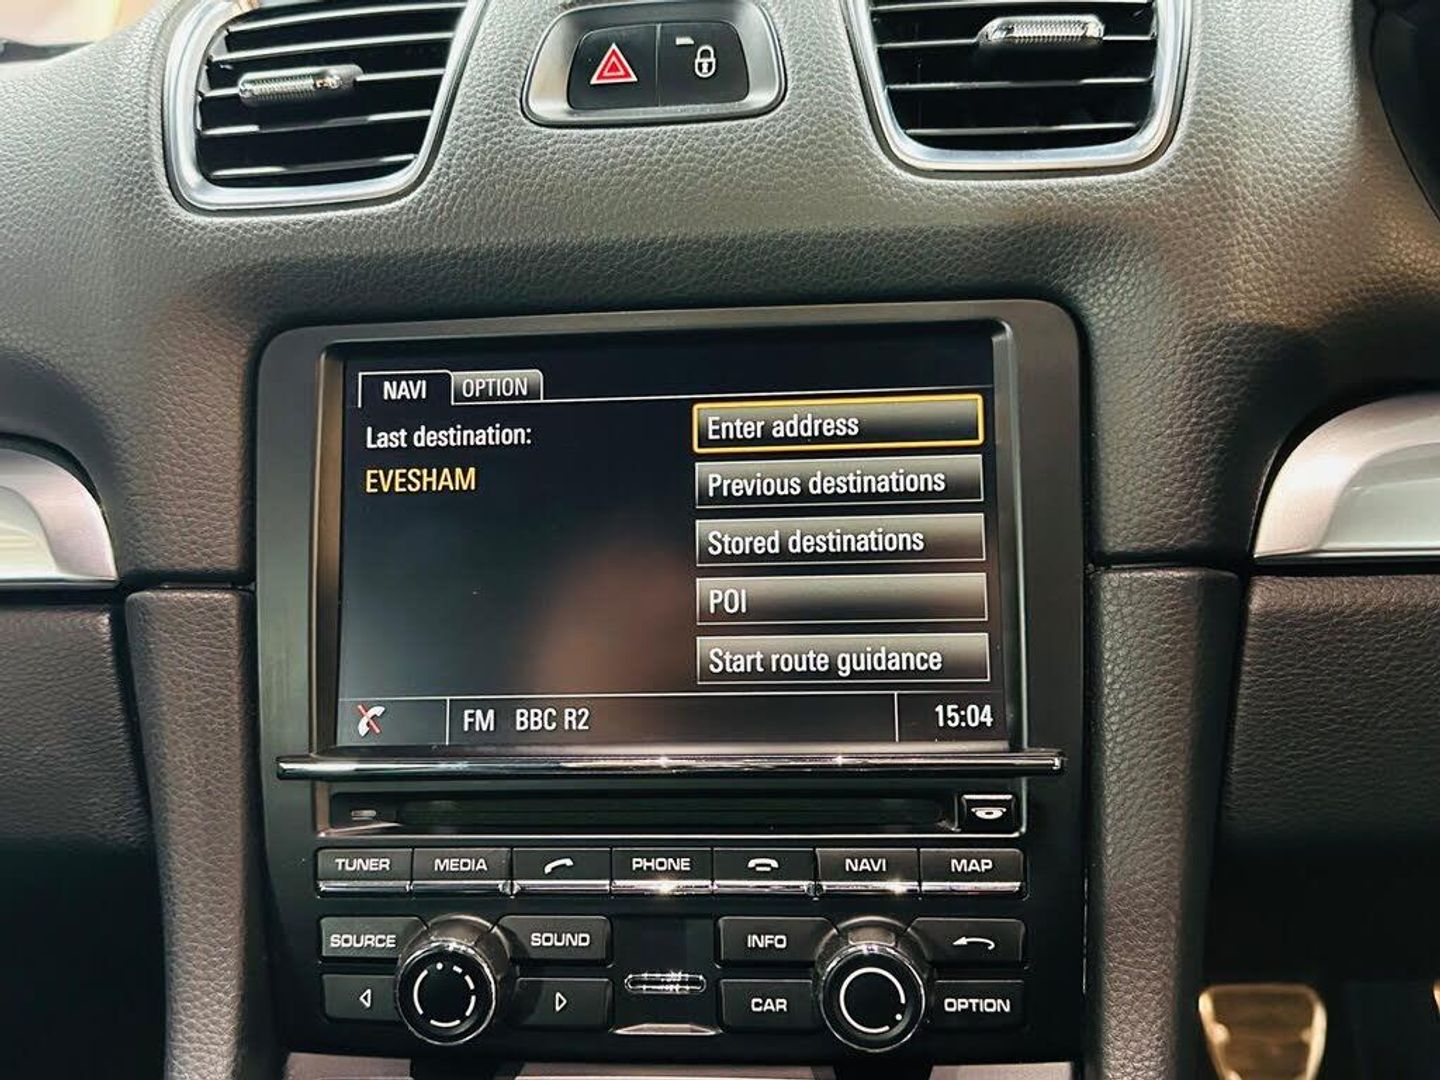 NAVI OPTION
Last destination:
EVESHAM
Enter address
Previous destinations
Stored destinations
POI
Start route guidance
FM BBC R2 15:04
TUNER MEDIA PHONE NAVI MAP
SOURCE SOUND INFO
CAR OPTION